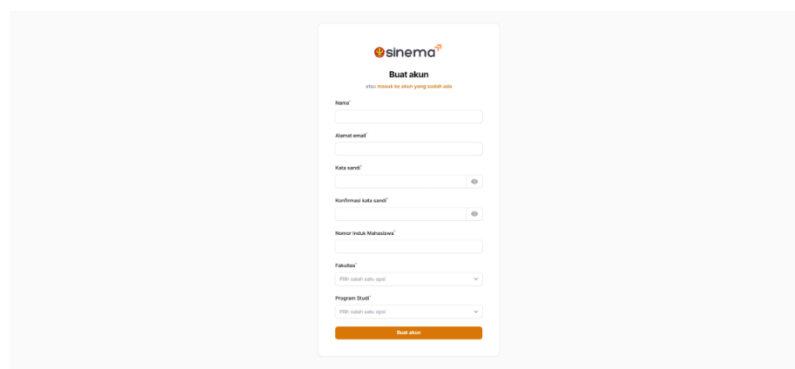 sinema
Buat akun
atau masuk ke akun yang sudah ada
Nama*
Alamat email*
Kata sandi*
Konfirmasi kata sandi*
Nomor Induk Mahasiswa*
Fakultas*
Pilih salah satu opsi
Program Studi*
Pilih salah satu opsi
Buat akun